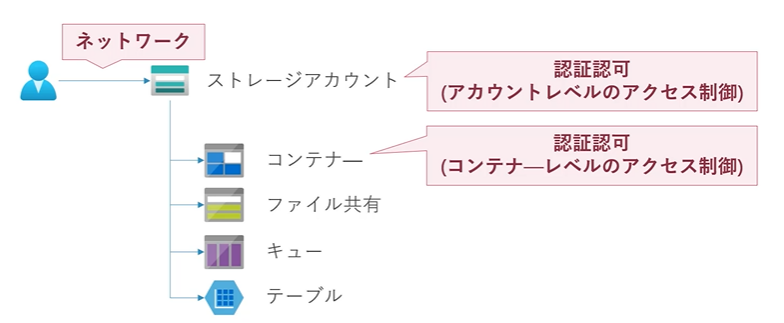 ネットワーク
ストレージアカウント
認証認可
(アカウントレベルのアクセス制御)
認証認可
(コンテナ―レベルのアクセス制御)
コンテナ―
ファイル共有
キュー
テーブル